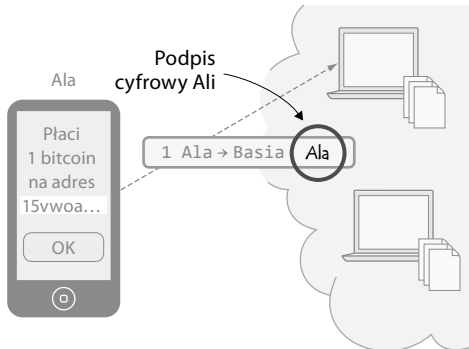 Podpis
cyfrowy Ali
Ala
Płaci
1 bitcoin
na adres
15vwoa...
OK
1 Ala → Basia Ala